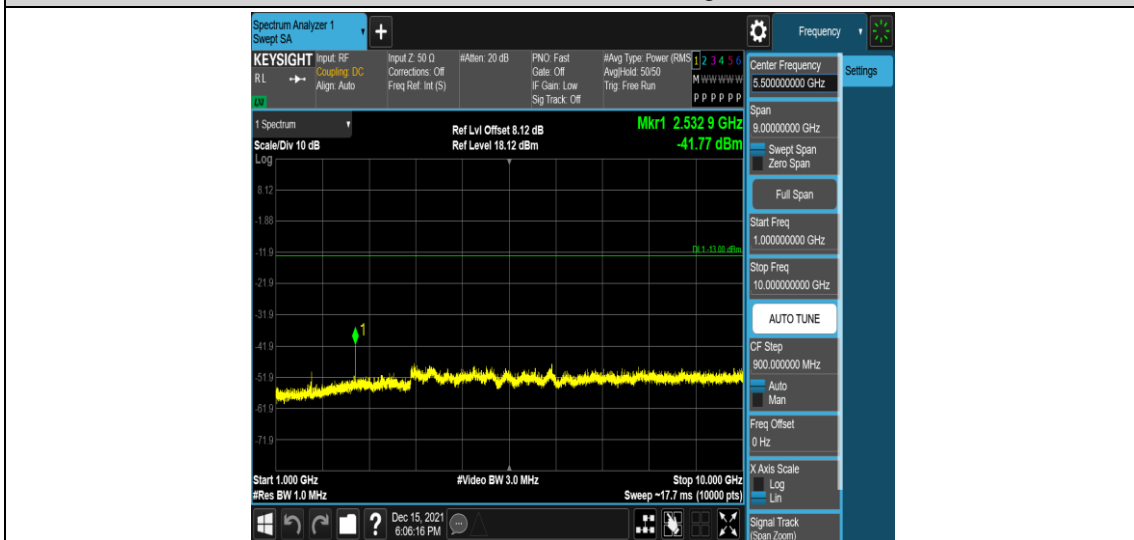 Spectrum Analyzer 1
Swept SA
Frequency
KEYSIGHT
Input: RF
Coupling: DC
Align: Auto
Input Z: 50 Ω
Corrections: Off
Freq Ref: Int (S)
#Atten: 20 dB
PNO: Fast
Gate: Off
IF Gain: Low
Sig Track: Off
#Avg Type: Power (RMS
Avg|Hold: 50/50
Trig: Free Run
1 2 3 4 5 6
M W W W W W
P P P P P P
RL
LXI
1 Spectrum
Scale/Div 10 dB
Log
Ref Lvl Offset 8.12 dB
Ref Level 18.12 dBm
Mkr1 2.532 9 GHz
-41.77 dBm
8.12
-1.88
-11.9
DL1 -13.00 dBm
-21.9
-31.9
1
-41.9
-51.9
-61.9
-71.9
Start 1.000 GHz
#Res BW 1.0 MHz
#Video BW 3.0 MHz
Stop 10.000 GHz
Sweep ~17.7 ms (10000 pts)
Dec 15, 2021
6:06:16 PM
Center Frequency
5.500000000 GHz
Settings
Span
9.00000000 GHz
Swept Span
Zero Span
Full Span
Start Freq
1.000000000 GHz
Stop Freq
10.000000000 GHz
AUTO TUNE
CF Step
900.000000 MHz
Auto
Man
Freq Offset
0 Hz
X Axis Scale
Log
Lin
Signal Track
(Span Zoom)